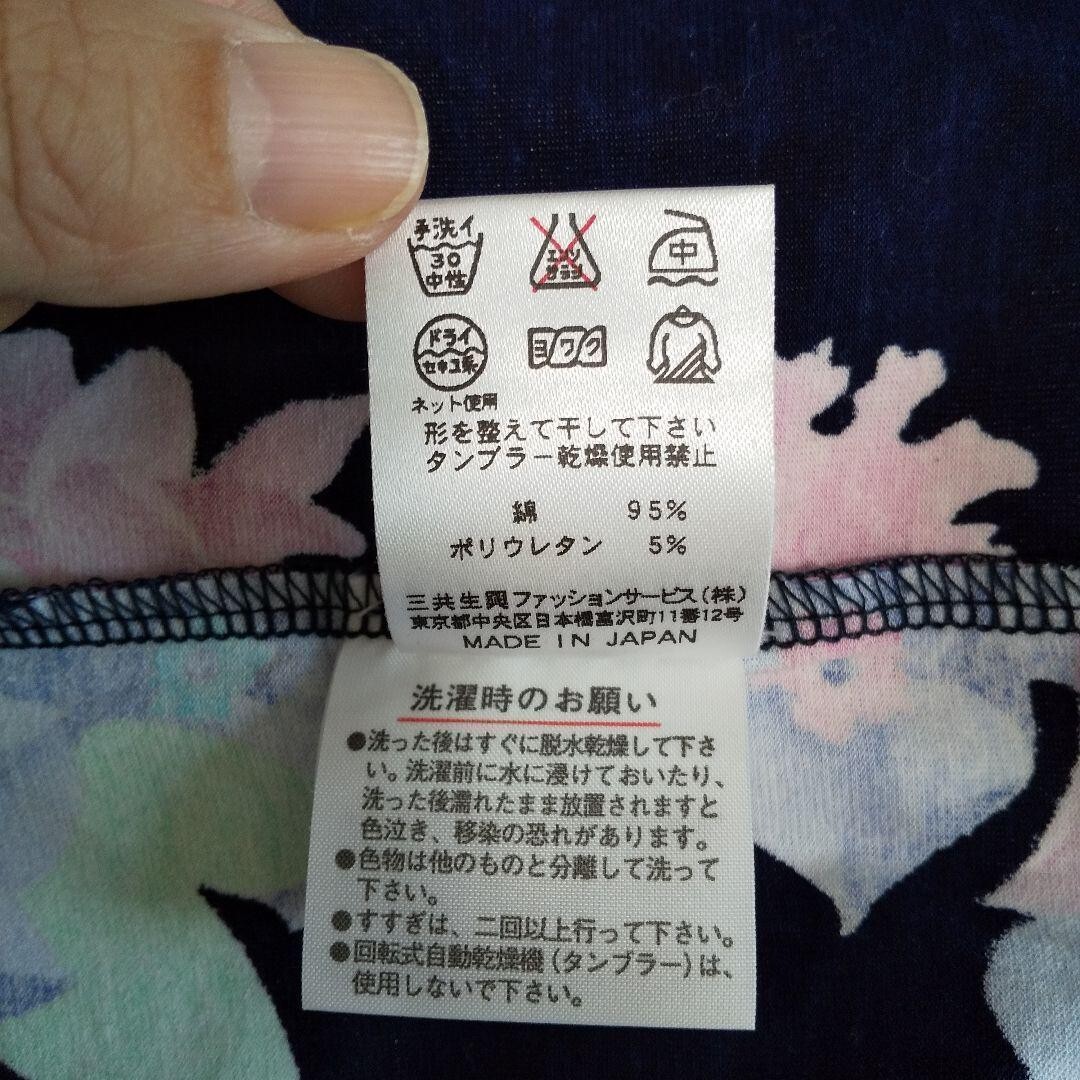 手洗イ
30
中性
エンソ
サラシ
中
ドライ
セキユ系
ヨワク
ネット使用
形を整えて干して下さい
タンブラー乾燥使用禁止
綿 95%
ポリウレタン 5%
三共生興ファッションサービス(株)
東京都中央区日本橋富沢町11番12号
MADE IN JAPAN
洗濯時のお願い
●洗った後はすぐに脱水乾燥して下さ
い。洗濯前に水に浸けておいたり、
洗った後濡れたまま放置されますと
色泣き、移染の恐れがあります。
●色物は他のものと分離して洗って
下さい。
●すすぎは、二回以上行って下さい。
●回転式自動乾燥機(タンブラー)は、
使用しないで下さい。